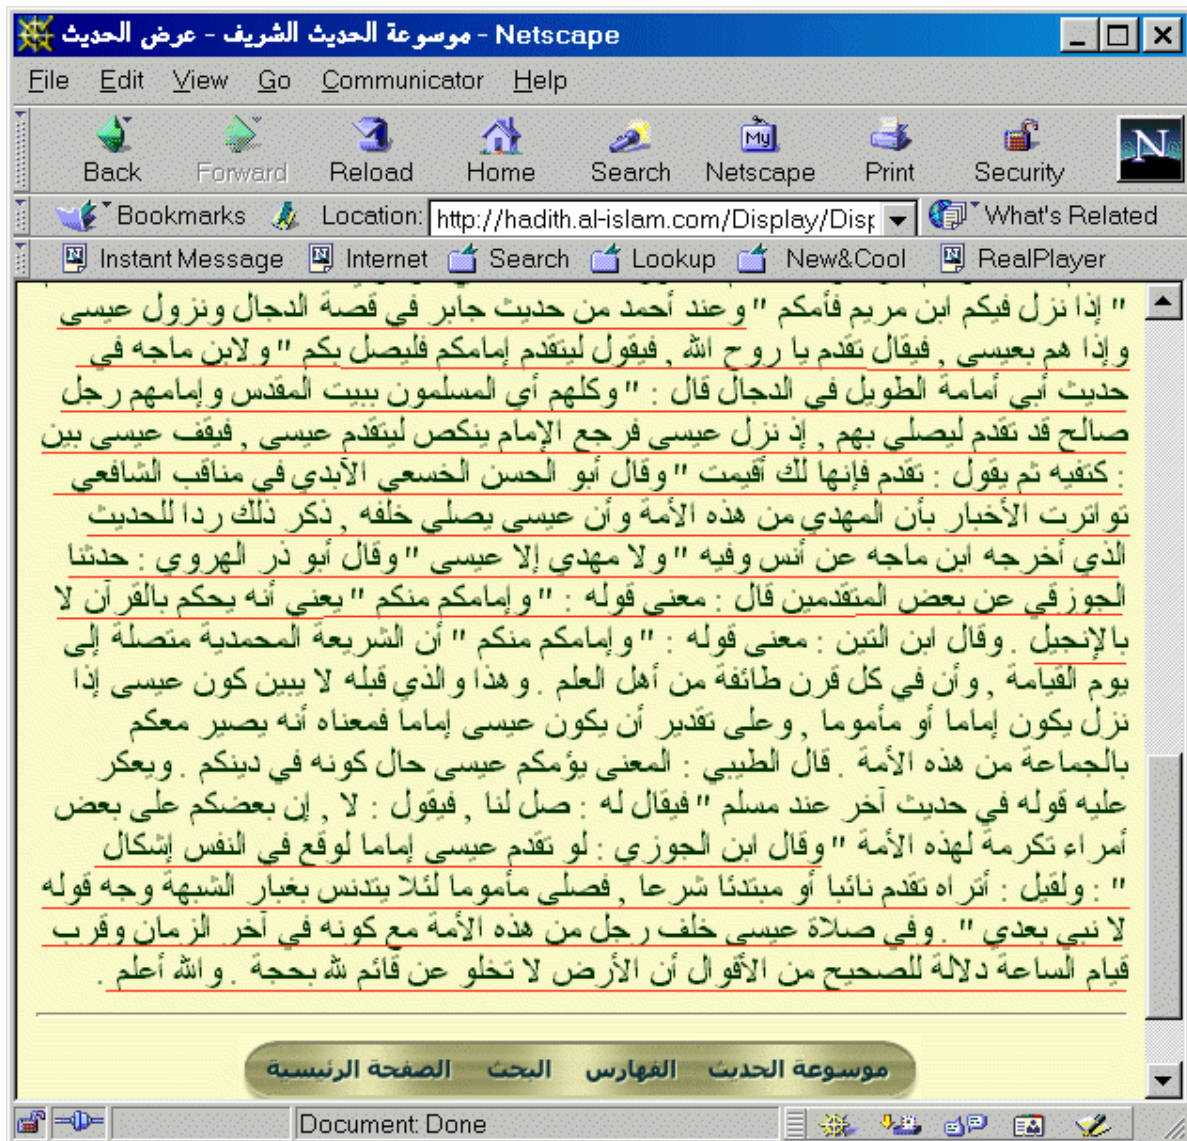 موسوعة الحديث الشريف - عرض الحديث - Netscape
File Edit View Go Communicator Help
Back Forward Reload Home Search Netscape Print Security
My
N
Bookmarks Location: http://hadith.al-islam.com/Display/Disp What's Related
Instant Message Internet Search Lookup New&Cool RealPlayer
" إذا نزل فيكم ابن مريم فأمكم " وعند أحمد من حديث جابر في قصة الدجال ونزول عيسى
وإذا هم بعيسى , فيقال تقدم يا روح الله , فيقول ليتقدم إمامكم فليصل بكم " ولابن ماجه في
حديث أبي أمامة الطويل في الدجال قال : " وكلهم أي المسلمون ببيت المقدس وإمامهم رجل
صالح قد تقدم ليصلي بهم , إذ نزل عيسى فرجع الإمام ينكص ليتقدم عيسى , فيقف عيسى بين
: كتفيه ثم يقول : تقدم فإنها لك أقيمت " وقال أبو الحسن الخسعي الآبدي في مناقب الشافعي
تواترت الأخبار بأن المهدي من هذه الأمة وأن عيسى يصلي خلفه , ذكر ذلك ردا للحديث
الذي أخرجه ابن ماجه عن أنس وفيه " ولا مهدي إلا عيسى " وقال أبو ذر الهروي : حدثنا
الجوزقي عن بعض المتقدمين قال : معنى قوله : " وإمامكم منكم " يعني أنه يحكم بالقرآن لا
بالإنجيل . وقال ابن التين : معنى قوله : " وإمامكم منكم " أن الشريعة المحمدية متصلة إلى
يوم القيامة , وأن في كل قرن طائفة من أهل العلم . وهذا والذي قبله لا يبين كون عيسى إذا
نزل يكون إماما أو مأموما , وعلى تقدير أن يكون عيسى إماما فمعناه أنه يصير معكم
بالجماعة من هذه الأمة . قال الطيبي : المعنى يؤمكم عيسى حال كونه في دينكم . ويعكر
عليه قوله في حديث آخر عند مسلم " فيقال له : صل لنا , فيقول : لا , إن بعضكم على بعض
أمراء تكرمة لهذه الأمة " وقال ابن الجوزي : لو تقدم عيسى إماما لوقع في النفس إشكال
" : ولقيل : أتراه تقدم نائبا أو مبتدئا شرعا , فصلى مأموما لئلا يتدنس بغبار الشبهة وجه قوله
لا نبي بعدي " . وفي صلاة عيسى خلف رجل من هذه الأمة مع كونه في آخر الزمان وقرب
قيام الساعة دلالة للصحيح من الأقوال أن الأرض لا تخلو عن قائم لله بحجة . والله أعلم .
موسوعة الحديث الفهارس البحث الصفحة الرئيسية
Document: Done